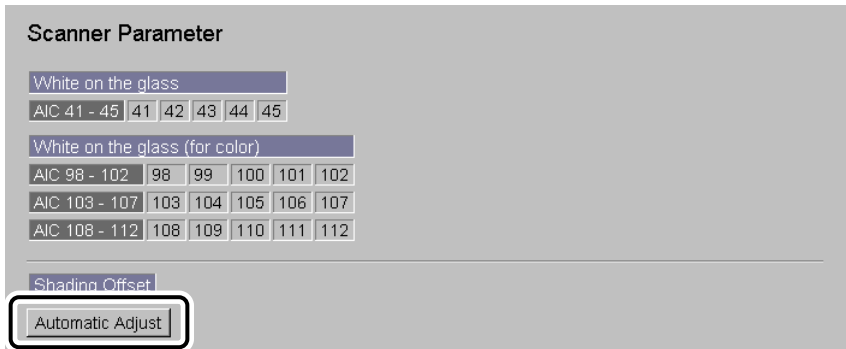 Scanner Parameter
White on the glass
AIC 41 - 45 41 42 43 44 45
White on the glass (for color)
AIC 98 - 102 98 99 100 101 102
AIC 103 - 107 103 104 105 106 107
AIC 108 - 112 108 109 110 111 112
Shading Offset
Automatic Adjust